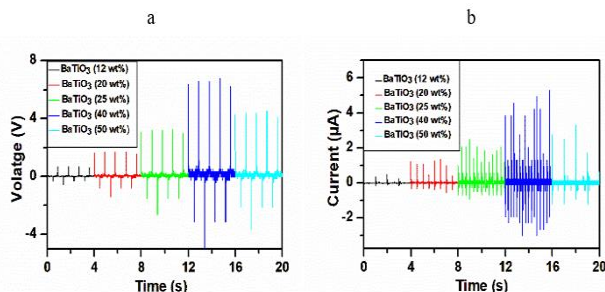 a
b
Volatge (V)
8
4
0
-4
BaTiO3 (12 wt%)
BaTiO3 (20 wt%)
BaTiO3 (25 wt%)
BaTiO3 (40 wt%)
BaTiO3 (50 wt%)
0 4 8 12 16 20
Time (s)
Current (µA)
6
4
2
0
-2
BaTiO3 (12 wt%)
BaTiO3 (20 wt%)
BaTiO3 (25 wt%)
BaTiO3 (40 wt%)
BaTiO3 (50 wt%)
0 4 8 12 16 20
Time (s)